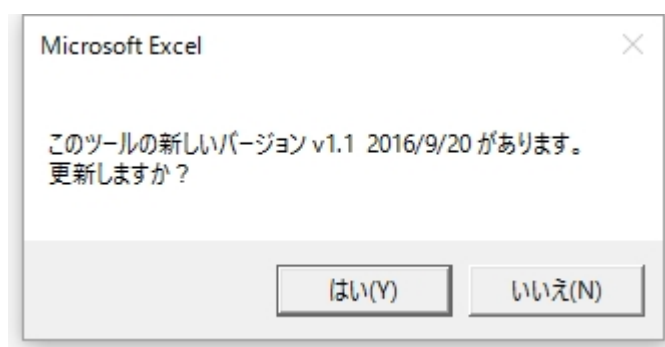 Microsoft Excel
このツールの新しいバージョン v1.1 2016/9/20 があります。
更新しますか？
はい(Y)
いいえ(N)